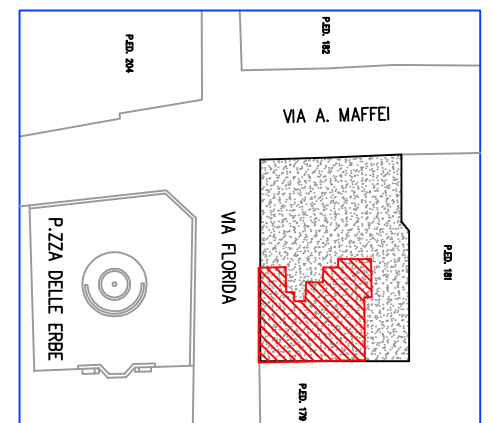 P.ED. 204
P.ED. 182
VIA A. MAFFEI
VIA FLORIDA
P.ZZA DELLE ERBE
P.ED. 181
P.ED. 179